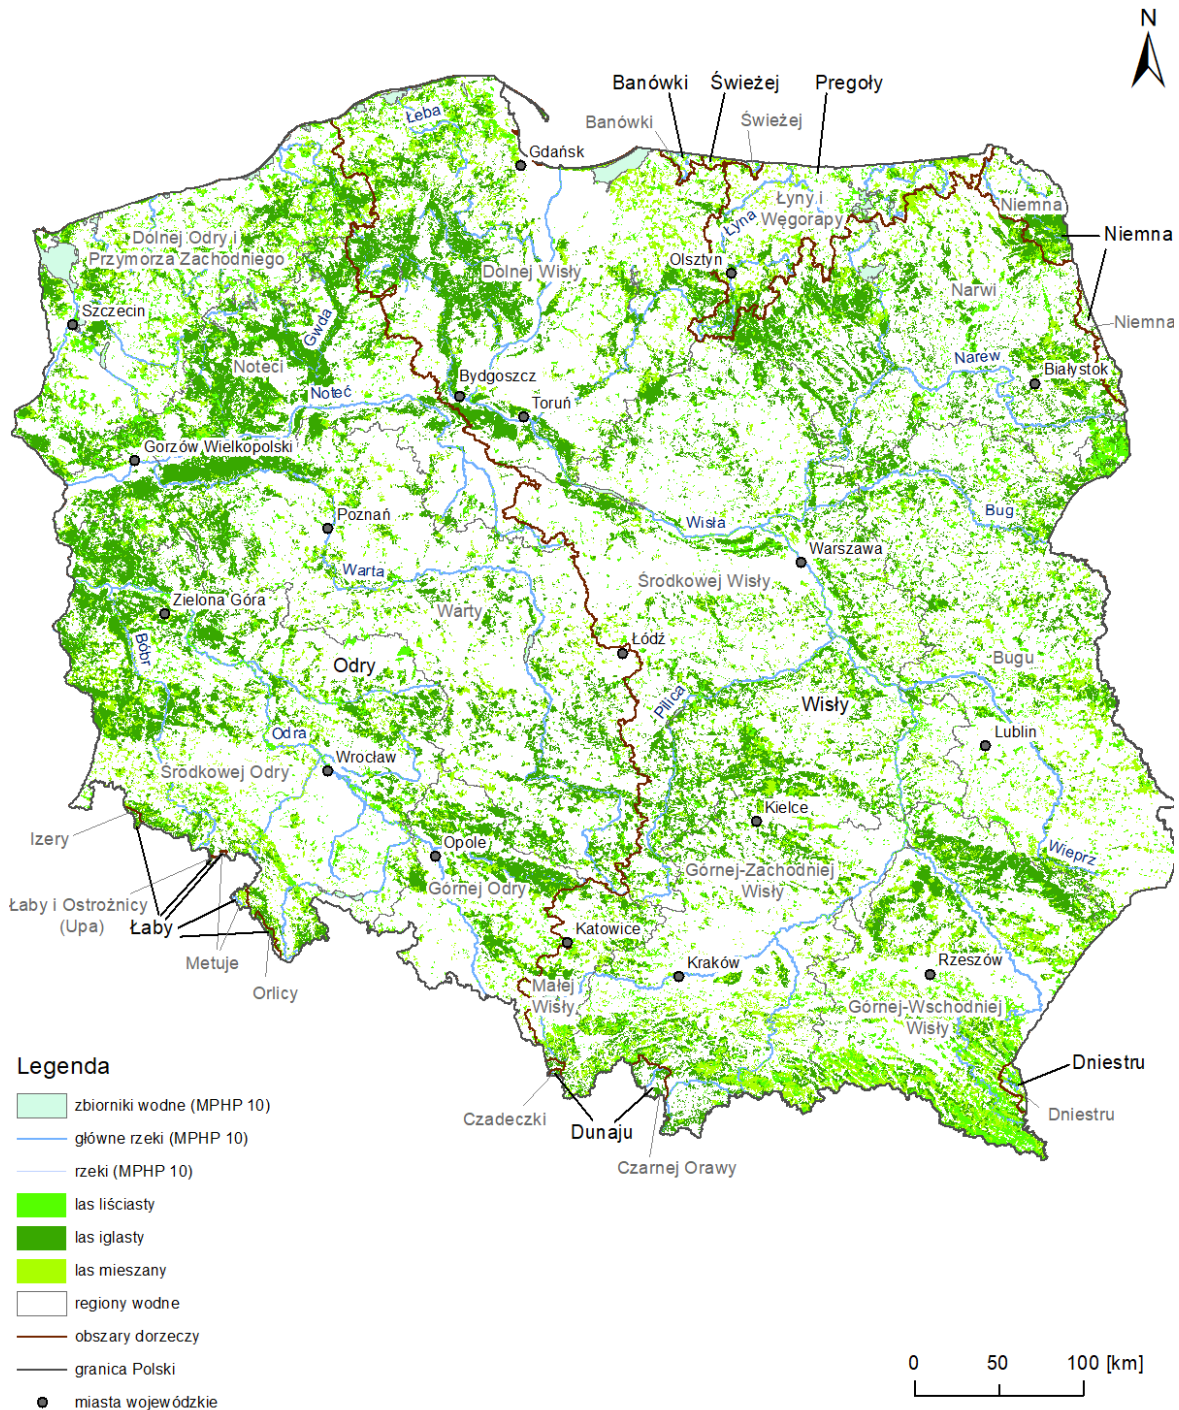 N
Banówki
Świeżej
Pregoły
Banówki
Świeżej
Łeba
Gdańsk
Łyny i
Węgorapy
Niemna
Łyna
Niemna
Dolnej Odry i
Przymorza Zachodniego
Dolnej Wisły
Olsztyn
Narwi
Szczecin
Gwda
Niemna
Noteci
Narew
Białystok
Bydgoszcz
Noteć
Toruń
Gorzów Wielkopolski
Poznań
Wisła
Bug
Warszawa
Warta
Środkowej Wisły
Zielona Góra
Warty
Bóbr
Łódź
Odry
Bugu
Pilica
Wisły
Odra
Lublin
Wrocław
Środkowej Odry
Kielce
Izery
Opole
Wieprz
Górnej Odry
Górnej-Zachodniej
Wisły
Łaby i Ostrożnicy
(Upa)
Łaby
Katowice
Metuje
Kraków
Rzeszów
Orlicy
Małej
Wisły
Górnej-Wschodniej
Wisły
Dniestru
Czadeczki
Dunaju
Dniestru
Czarnej Orawy
Legenda
zbiorniki wodne (MPHP 10)
główne rzeki (MPHP 10)
rzeki (MPHP 10)
las liściasty
las iglasty
las mieszany
regiony wodne
obszary dorzeczy
granica Polski
miasta wojewódzkie
0 50 100 [km]